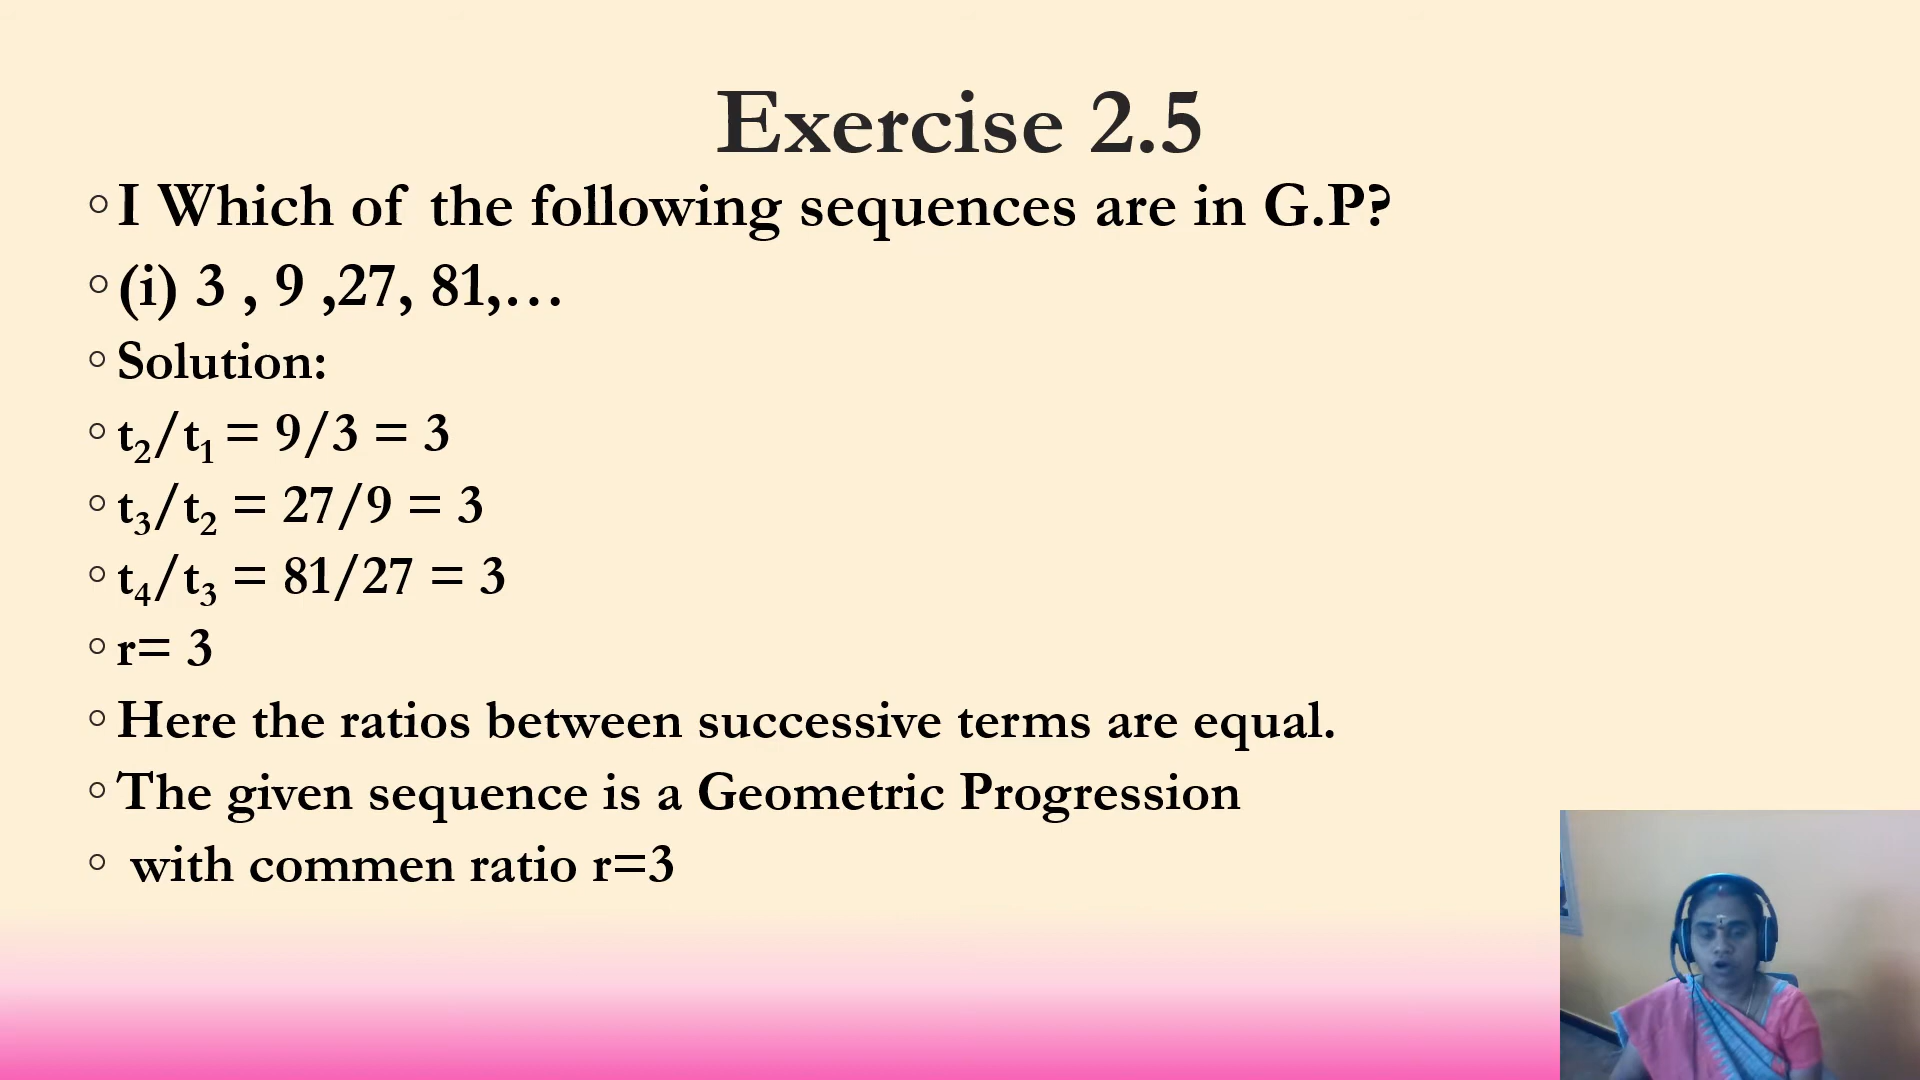 Exercise 2.5
I Which of the following sequences are in G.P?
(i) 3 , 9 ,27, 81,…
Solution:
t₂/t₁ = 9/3 = 3
t₃/t₂ = 27/9 = 3
t₄/t₃ = 81/27 = 3
r= 3
Here the ratios between successive terms are equal.
The given sequence is a Geometric Progression
with commen ratio r=3